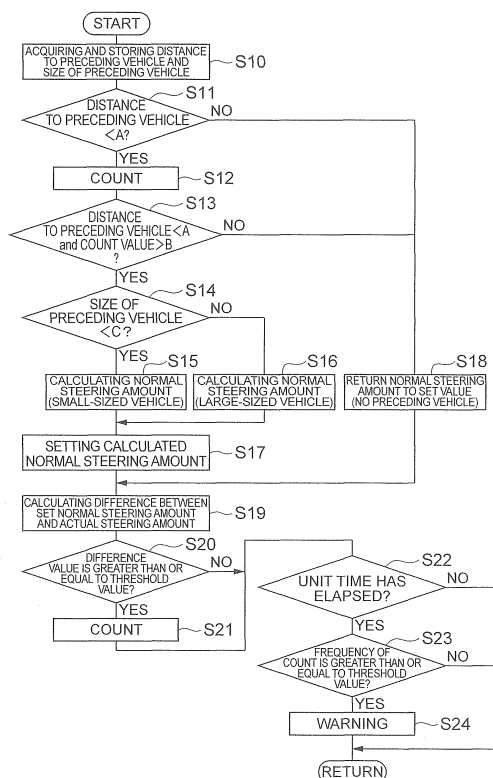 START
ACQUIRING AND STORING DISTANCE
TO PRECEDING VEHICLE AND
SIZE OF PRECEDING VEHICLE
S10
DISTANCE
TO PRECEDING VEHICLE
<A?
S11
NO
YES
COUNT
S12
DISTANCE
TO PRECEDING VEHICLE<A
and COUNT VALUE>B
?
S13
NO
YES
SIZE OF
PRECEDING VEHICLE
<C?
S14
NO
YES
CALCULATING NORMAL
STEERING AMOUNT
(SMALL-SIZED VEHICLE)
S15
CALCULATING NORMAL
STEERING AMOUNT
(LARGE-SIZED VEHICLE)
S16
RETURN NORMAL STEERING
AMOUNT TO SET VALUE
(NO PRECEDING VEHICLE)
S18
SETTING CALCULATED
NORMAL STEERING AMOUNT
S17
CALCULATING DIFFERENCE BETWEEN
SET NORMAL STEERING AMOUNT
AND ACTUAL STEERING AMOUNT
S19
DIFFERENCE
VALUE IS GREATER THAN OR
EQUAL TO THRESHOLD
VALUE?
S20
NO
YES
COUNT
S21
UNIT TIME HAS
ELAPSED?
S22
NO
YES
FREQUENCY OF
COUNT IS GREATER THAN OR
EQUAL TO THRESHOLD
VALUE?
S23
NO
YES
WARNING
S24
RETURN